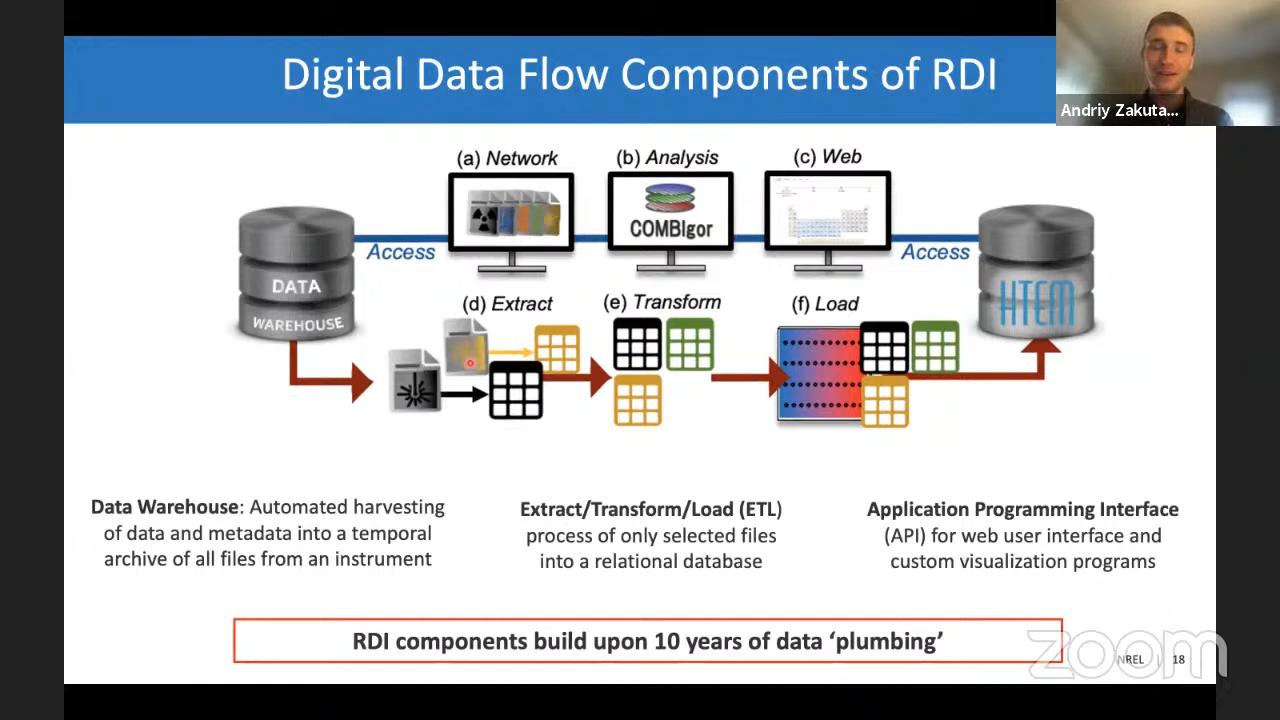 Digital Data Flow Components of RDI
Andriy Zakuta...
(a) Network
(b) Analysis
(c) Web
COMBIgor
Access
Access
DATA
WAREHOUSE
HTEM
(d) Extract
(e) Transform
(f) Load
Data Warehouse: Automated harvesting
of data and metadata into a temporal
archive of all files from an instrument
Extract/Transform/Load (ETL)
process of only selected files
into a relational database
Application Programming Interface
(API) for web user interface and
custom visualization programs
RDI components build upon 10 years of data ‘plumbing’
zoom
NREL | 18